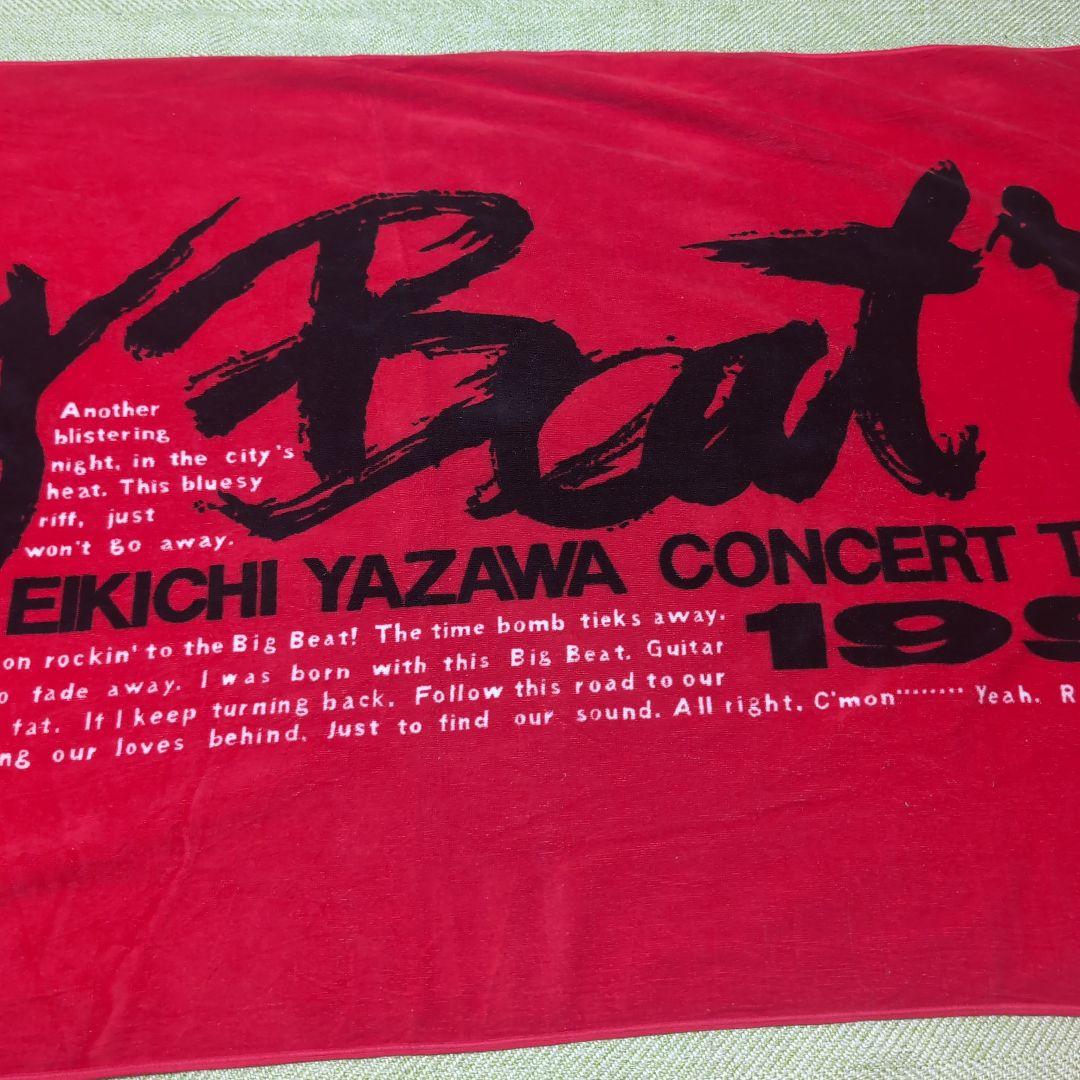 Beat
Another
blistering
night, in the city's
heat. This bluesy
riff, just
won't go away.
EIKICHI YAZAWA CONCERT T
199
on rockin' to the Big Beat! The time bomb tieks away.
o fade away. I was born with this Big Beat. Guitar
fat. If I keep turning back. Follow this road to our
ng our loves behind. Just to find our sound. All right. C'mon········ Yeah. R